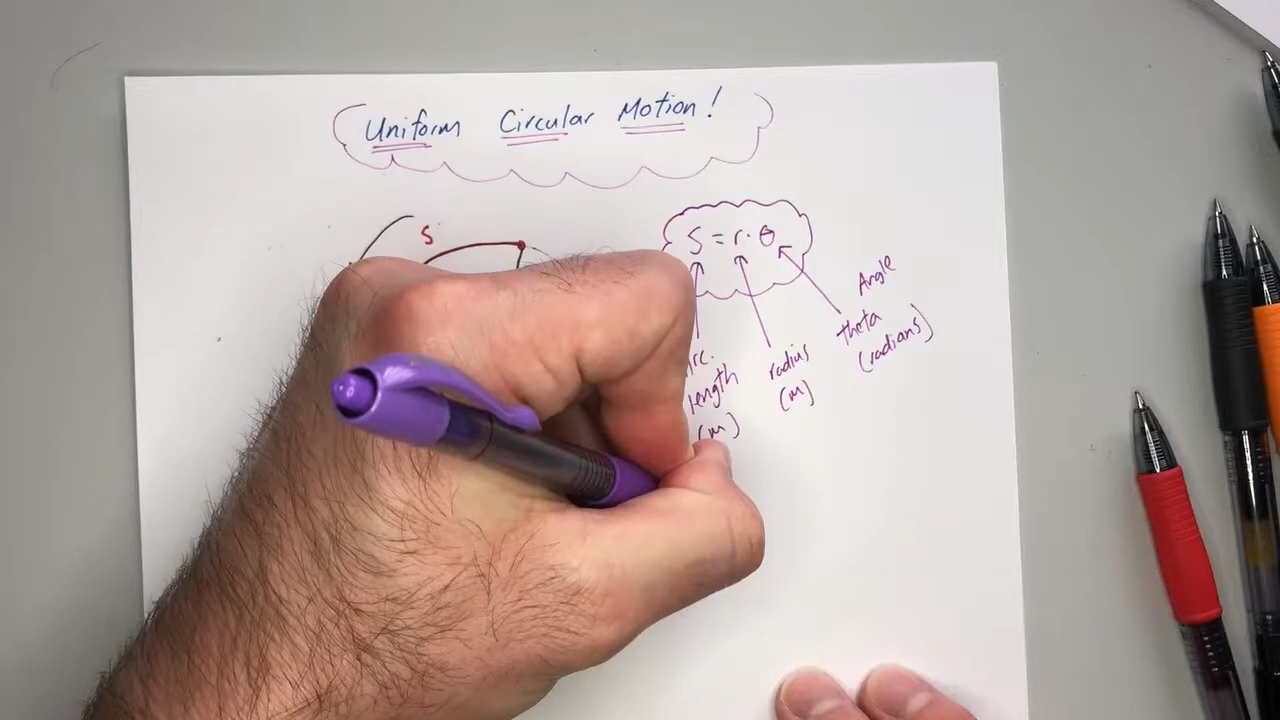 Uniform Circular Motion!
S
S = r · θ
length
(m)
radius
(m)
Angle
theta
(radians)